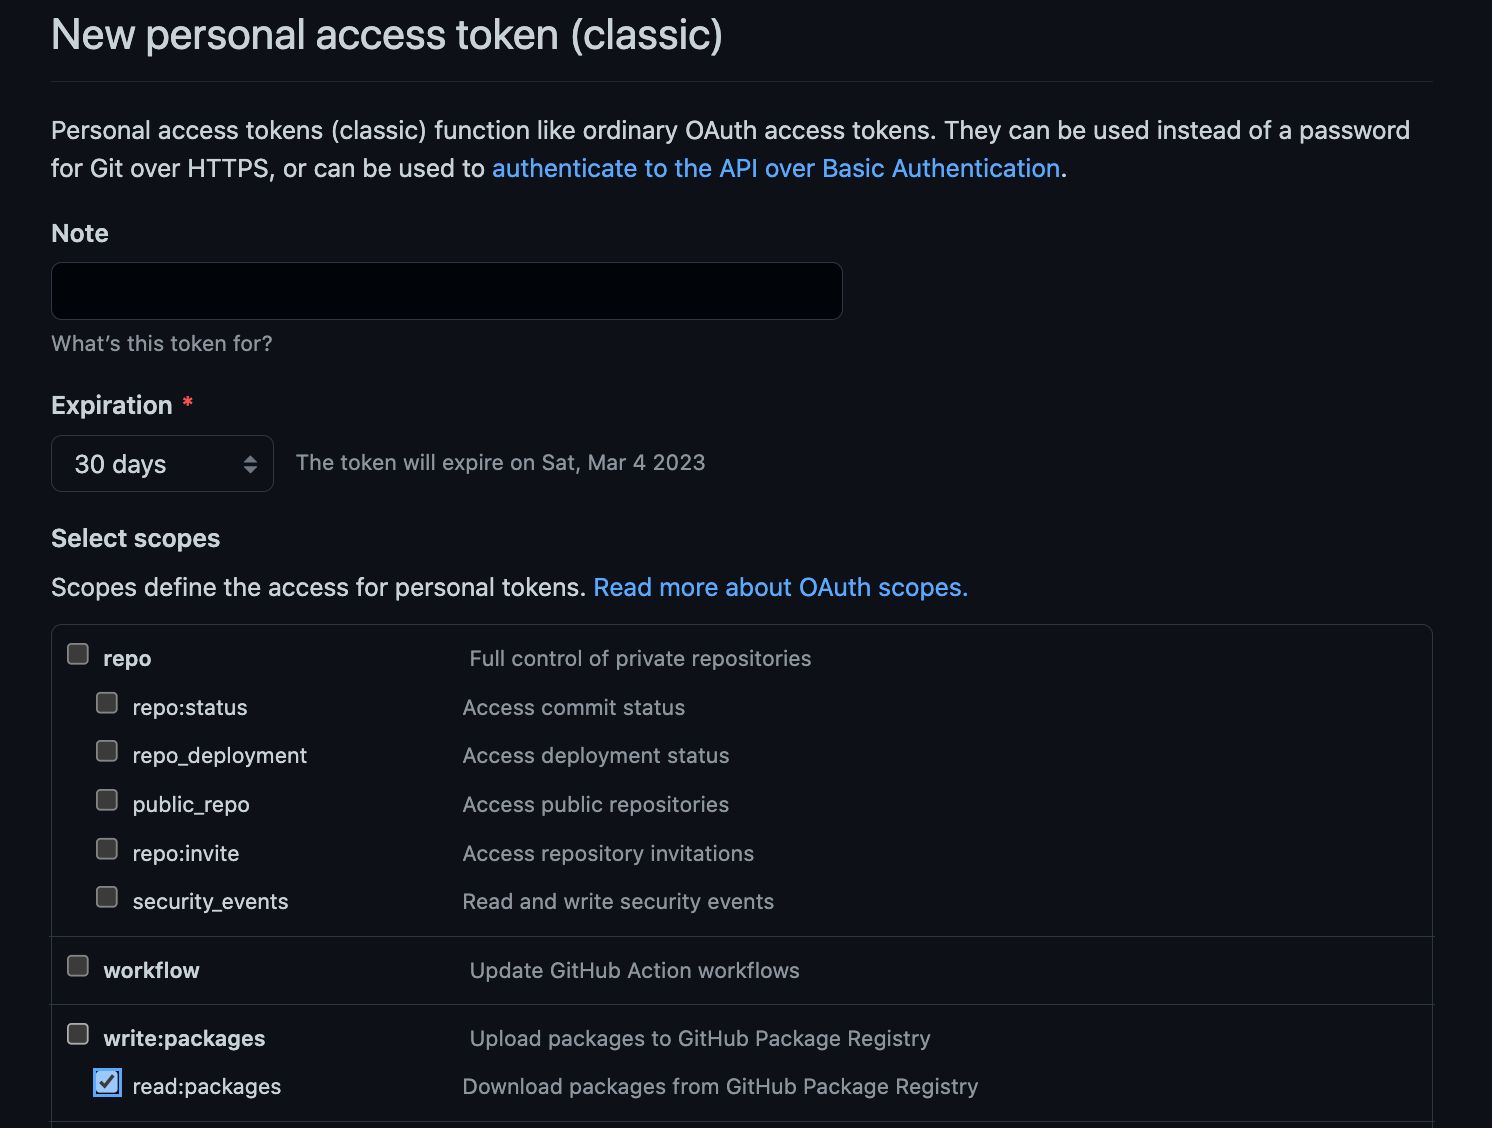 New personal access token (classic)
Personal access tokens (classic) function like ordinary OAuth access tokens. They can be used instead of a password
for Git over HTTPS, or can be used to authenticate to the API over Basic Authentication.
Note
What's this token for?
Expiration *
30 days The token will expire on Sat, Mar 4 2023
Select scopes
Scopes define the access for personal tokens. Read more about OAuth scopes.
repo Full control of private repositories
repo:status Access commit status
repo_deployment Access deployment status
public_repo Access public repositories
repo:invite Access repository invitations
security_events Read and write security events
workflow Update GitHub Action workflows
write:packages Upload packages to GitHub Package Registry
read:packages Download packages from GitHub Package Registry